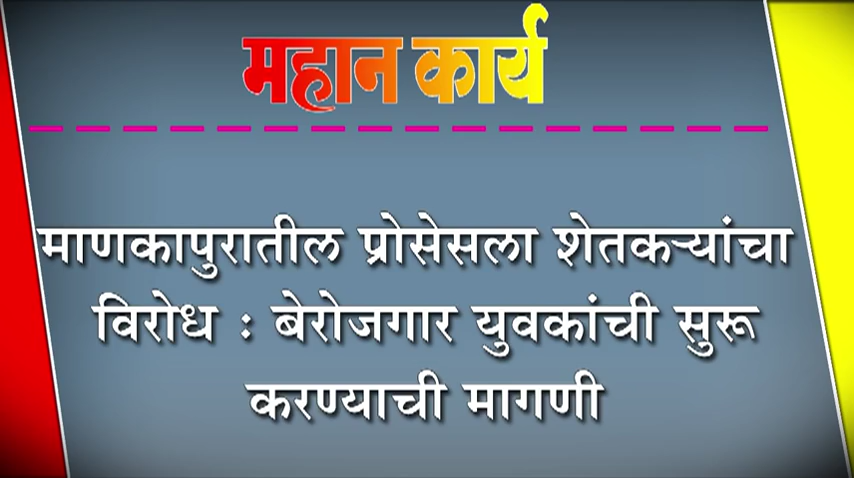 महान कार्य
माणकापुरातील प्रोसेसला शेतकऱ्यांचा
विरोध : बेरोजगार युवकांची सुरू
करण्याची मागणी